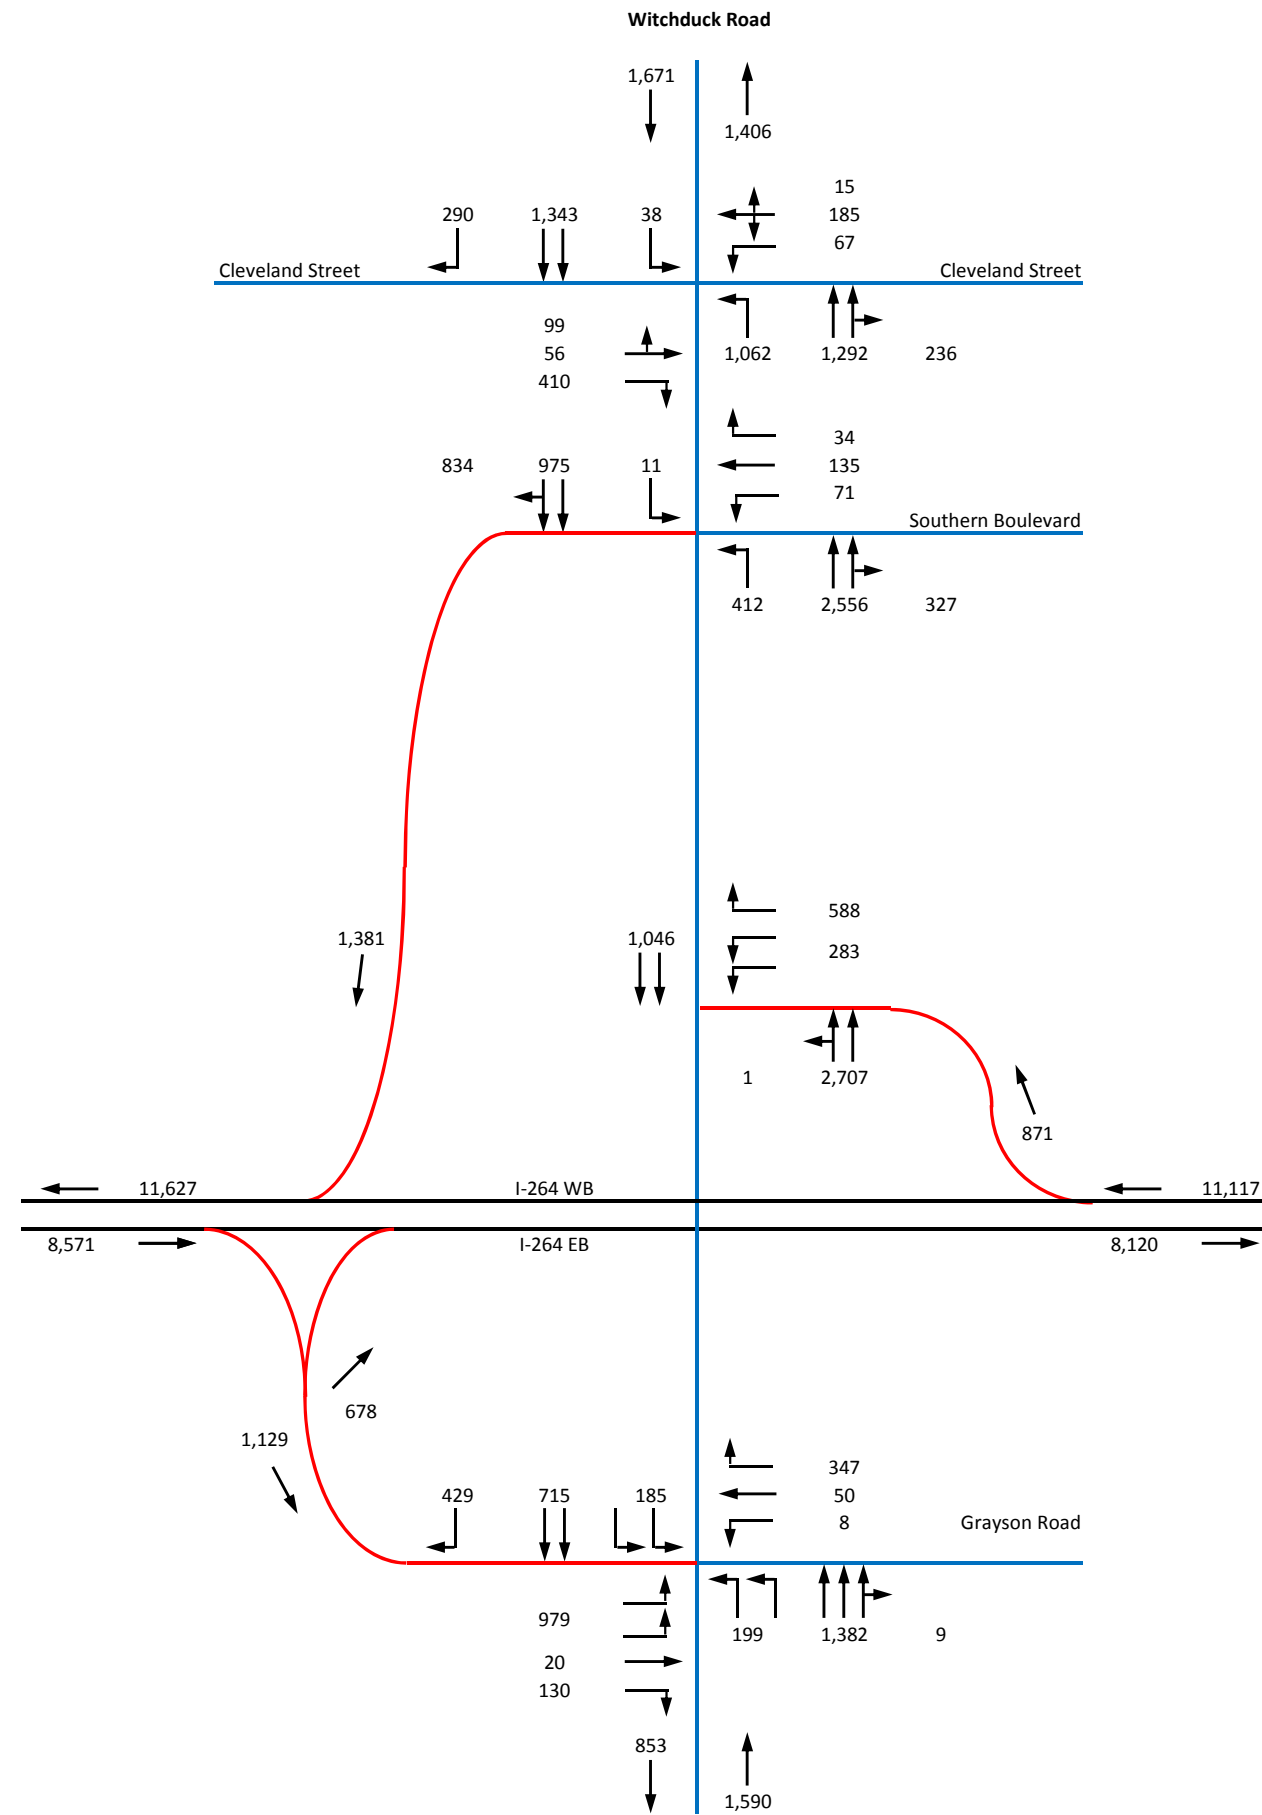 Witchduck Road
1,671
1,406
15
290 1,343 38 185
67
Cleveland Street Cleveland Street
99
56 1,062 1,292 236
410
34
834 975 11 135
71
Southern Boulevard
412 2,556 327
588
1,381 1,046
283
1 2,707
871
11,627 I-264 WB 11,117
8,571 I-264 EB 8,120
678
1,129
347
429 715 185 50
8 Grayson Road
979 199 1,382 9
20
130
853
1,590